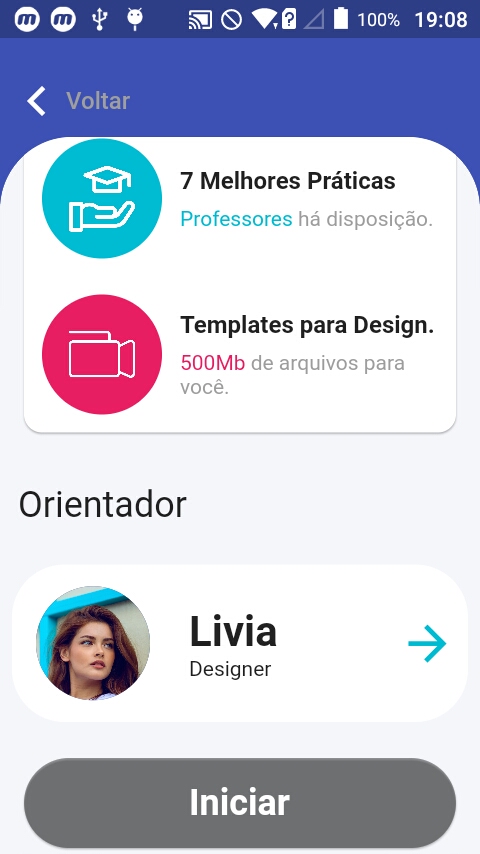 100% 19:08
Voltar
7 Melhores Práticas
Professores há disposição.
Templates para Design.
500Mb de arquivos para
você.
Orientador
Livia
Designer
Iniciar